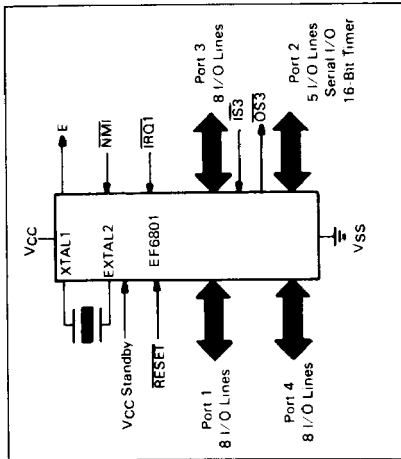 VCC
XTAL1
E
EXTAL2
NMI
VCC Standby
EF6801
IRQ1
RESET
Port 1
8 I/O Lines
Port 3
8 I/O Lines
IS3
OS3
Port 4
8 I/O Lines
Port 2
5 I/O Lines
Serial I/O
16-Bit Timer
VSS